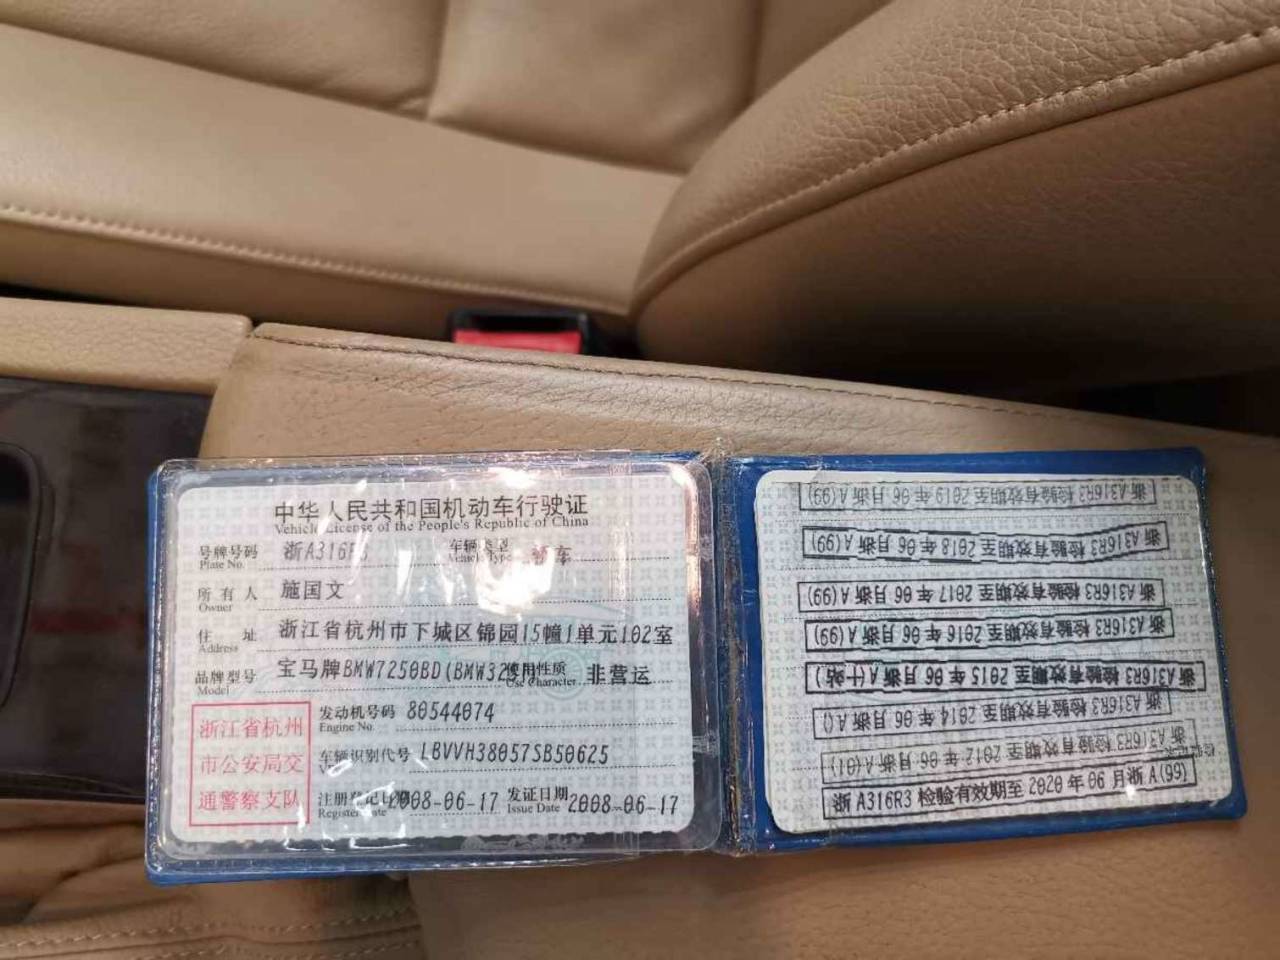 中华人民共和国机动车行驶证
Vehicle License of the People's Republic of China
号牌号码 浙A316R3 车辆类型 轿车
Plate No. Vehicle Type
所有人 施国文
Owner
住址 浙江省杭州市下城区锦园15幢1单元102室
Address
品牌型号 宝马牌BMW7250BD(BMW32 使用性质 非营运
Model Use Character
浙江省杭州
市公安局交
通警察支队
发动机号码 80544074
Engine No.
车辆识别代号 LBVVH38057SB50625
注册登记日期 2008-06-17 发证日期 2008-06-17
Register Date Issue Date
浙A316R3 检验有效期至2019年06月浙A(99)
浙A316R3 检验有效期至2018年06月浙A(99)
浙A316R3 检验有效期至2017年06月浙A(99)
浙A316R3 检验有效期至2016年06月浙A(99)
浙A316R3 检验有效期至2015年06月浙A(什站)
浙A316R3 检验有效期至2014年06月浙A()
浙A316R3 检验有效期至2012年06月浙A(01)
浙A316R3 检验有效期至2020年06月浙A(99)